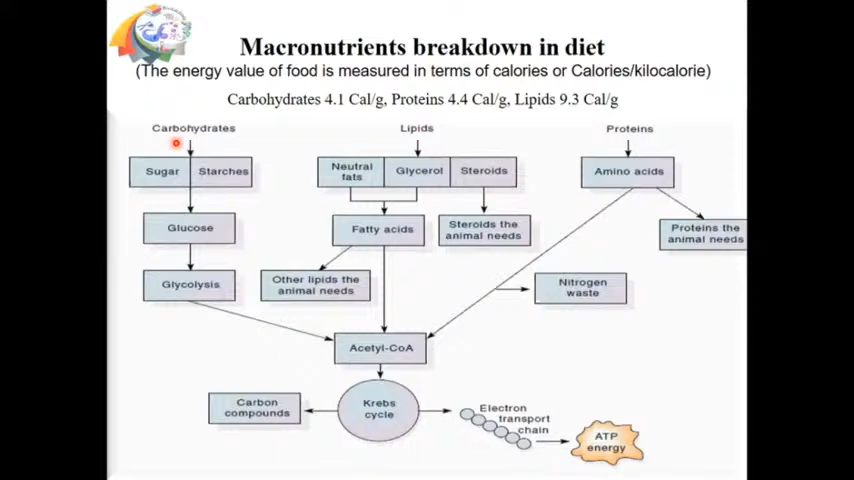 Macronutrients breakdown in diet
(The energy value of food is measured in terms of calories or Calories/kilocalorie)
Carbohydrates 4.1 Cal/g, Proteins 4.4 Cal/g, Lipids 9.3 Cal/g
Carbohydrates
Lipids
Proteins
Sugar
Starches
Neutral
fats
Glycerol
Steroids
Amino acids
Glucose
Fatty acids
Steroids the
animal needs
Proteins the
animal needs
Glycolysis
Other lipids the
animal needs
Nitrogen
waste
Acetyl-CoA
Carbon
compounds
Krebs
cycle
Electron
transport
chain
ATP
energy